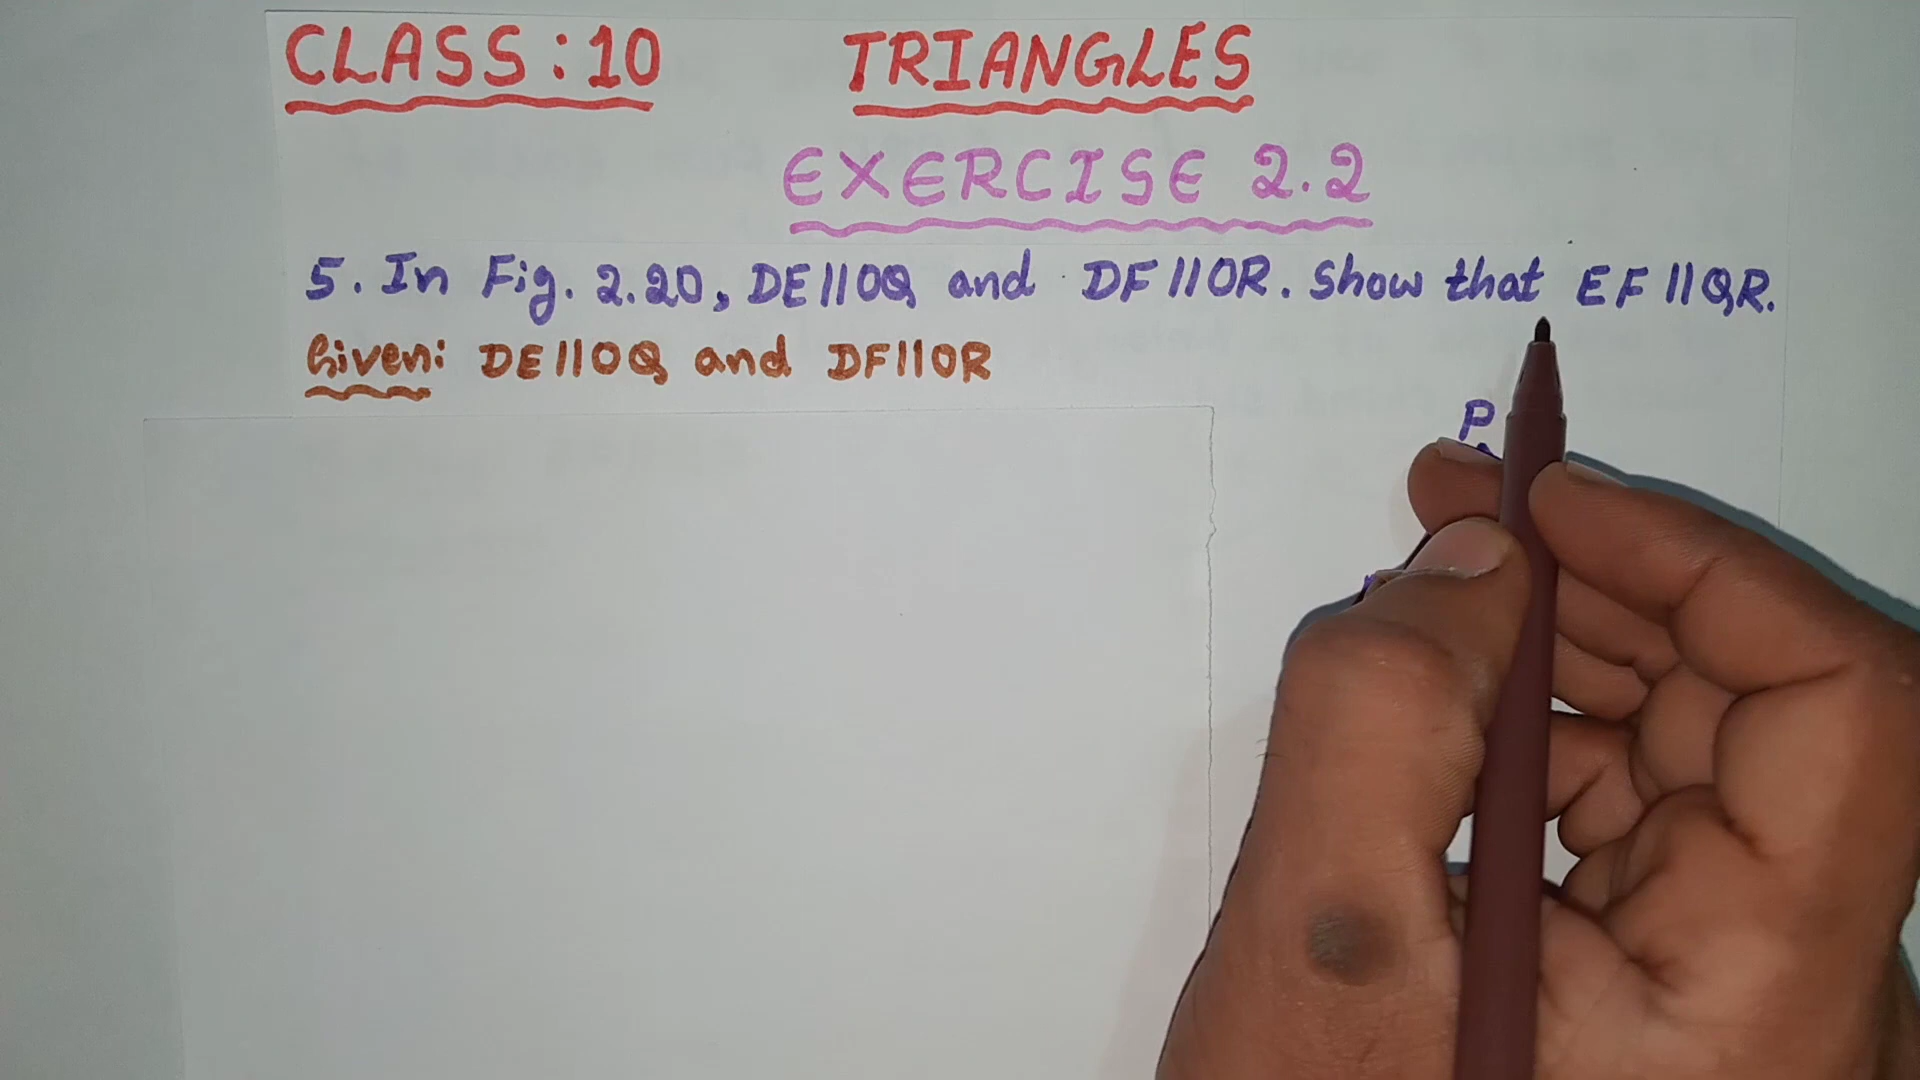 CLASS: 10 TRIANGLES
EXERCISE 2.2
5. In Fig. 2.20, DE||OQ and DF||OR. Show that EF||QR.
Given: DE||OQ and DF||OR
P